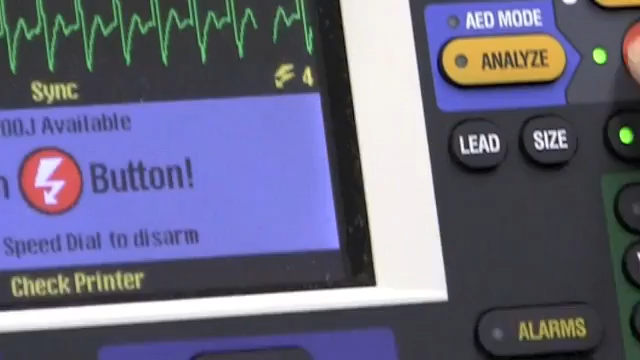 AED MODE
ANALYZE
Sync
4
00J Available
LEAD
SIZE
Button!
Speed Dial to disarm
Check Printer
ALARMS